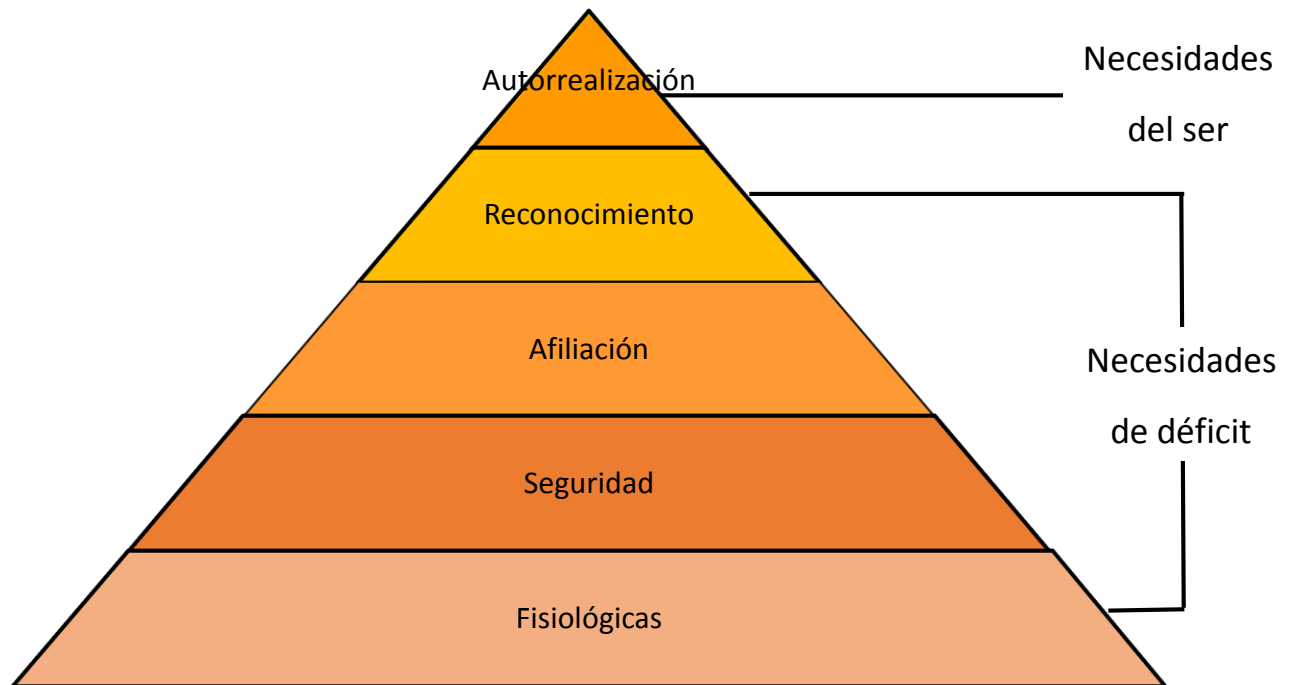 Necesidades
del ser
Autorrealización
Reconocimiento
Afiliación
Necesidades
de déficit
Seguridad
Fisiológicas